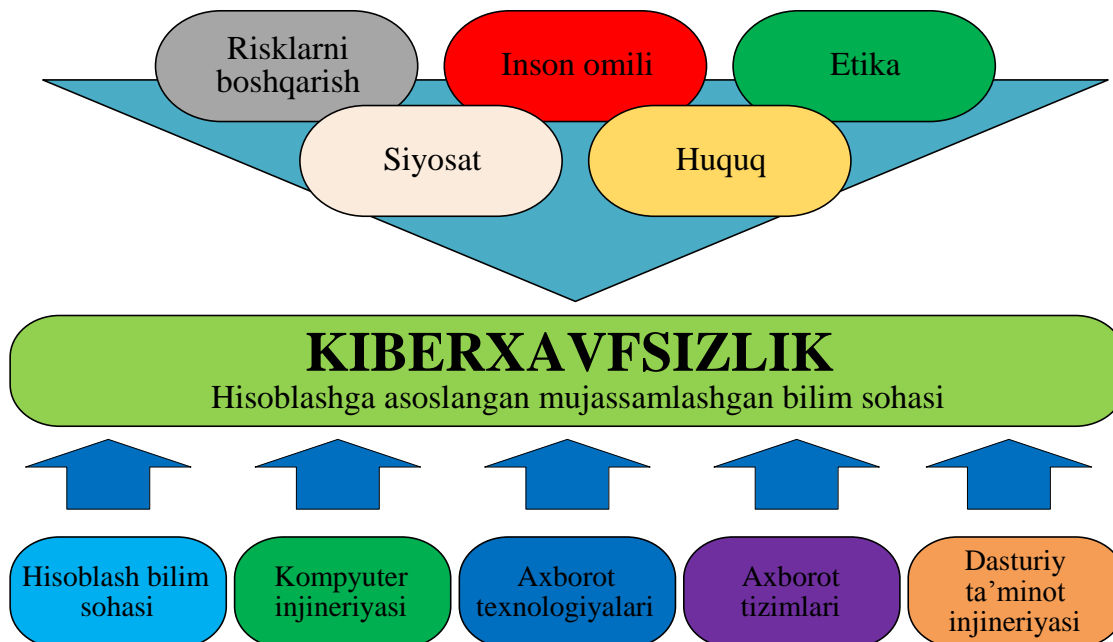 Risklarni
boshqarish
Inson omili
Etika
Siyosat
Huquq
KIBERXAVFSIZLIK
Hisoblashga asoslangan mujassamlashgan bilim sohasi
Hisoblash bilim
sohasi
Kompyuter
injineriyasi
Axborot
texnologiyalari
Axborot
tizimlari
Dasturiy
ta’minot
injineriyasi